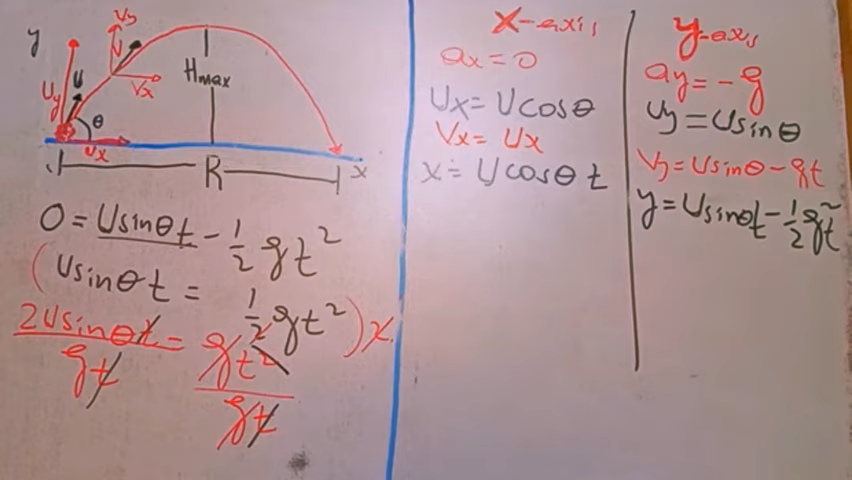 y
Vy
U
Vx
Uy
U
θ
Ux
Hmax
R
x
0 = Usinθt - 1/2 gt²
(Usinθt = 1/2 gt²) x
2Usinθt/gt = gt²/gt
X-axis
ax = 0
Ux = Ucosθ
Vx = Ux
x = Ucosθt
y-axis
ay = -g
Uy = Usinθ
Vy = Usinθ - gt
y = Usinθt - 1/2 gt²